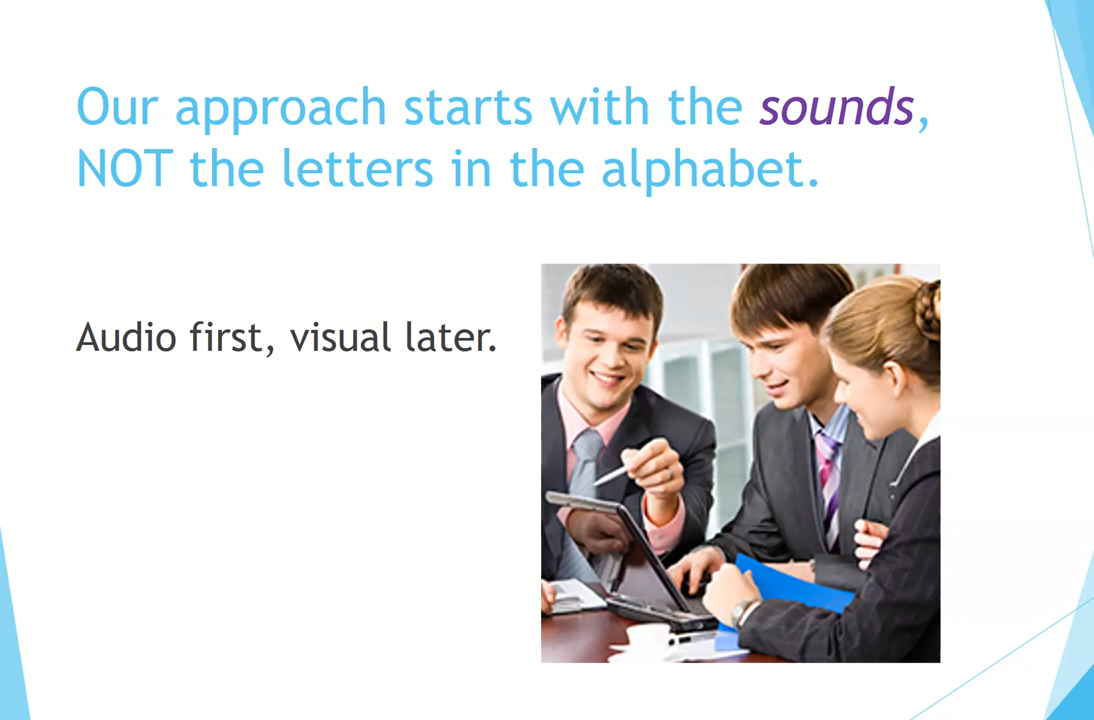 Our approach starts with the sounds,
NOT the letters in the alphabet.
Audio first, visual later.